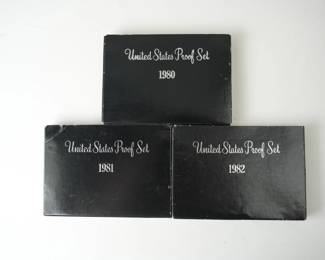 United States Proof Set
1980
United States Proof Set
1981
United States Proof Set
1982